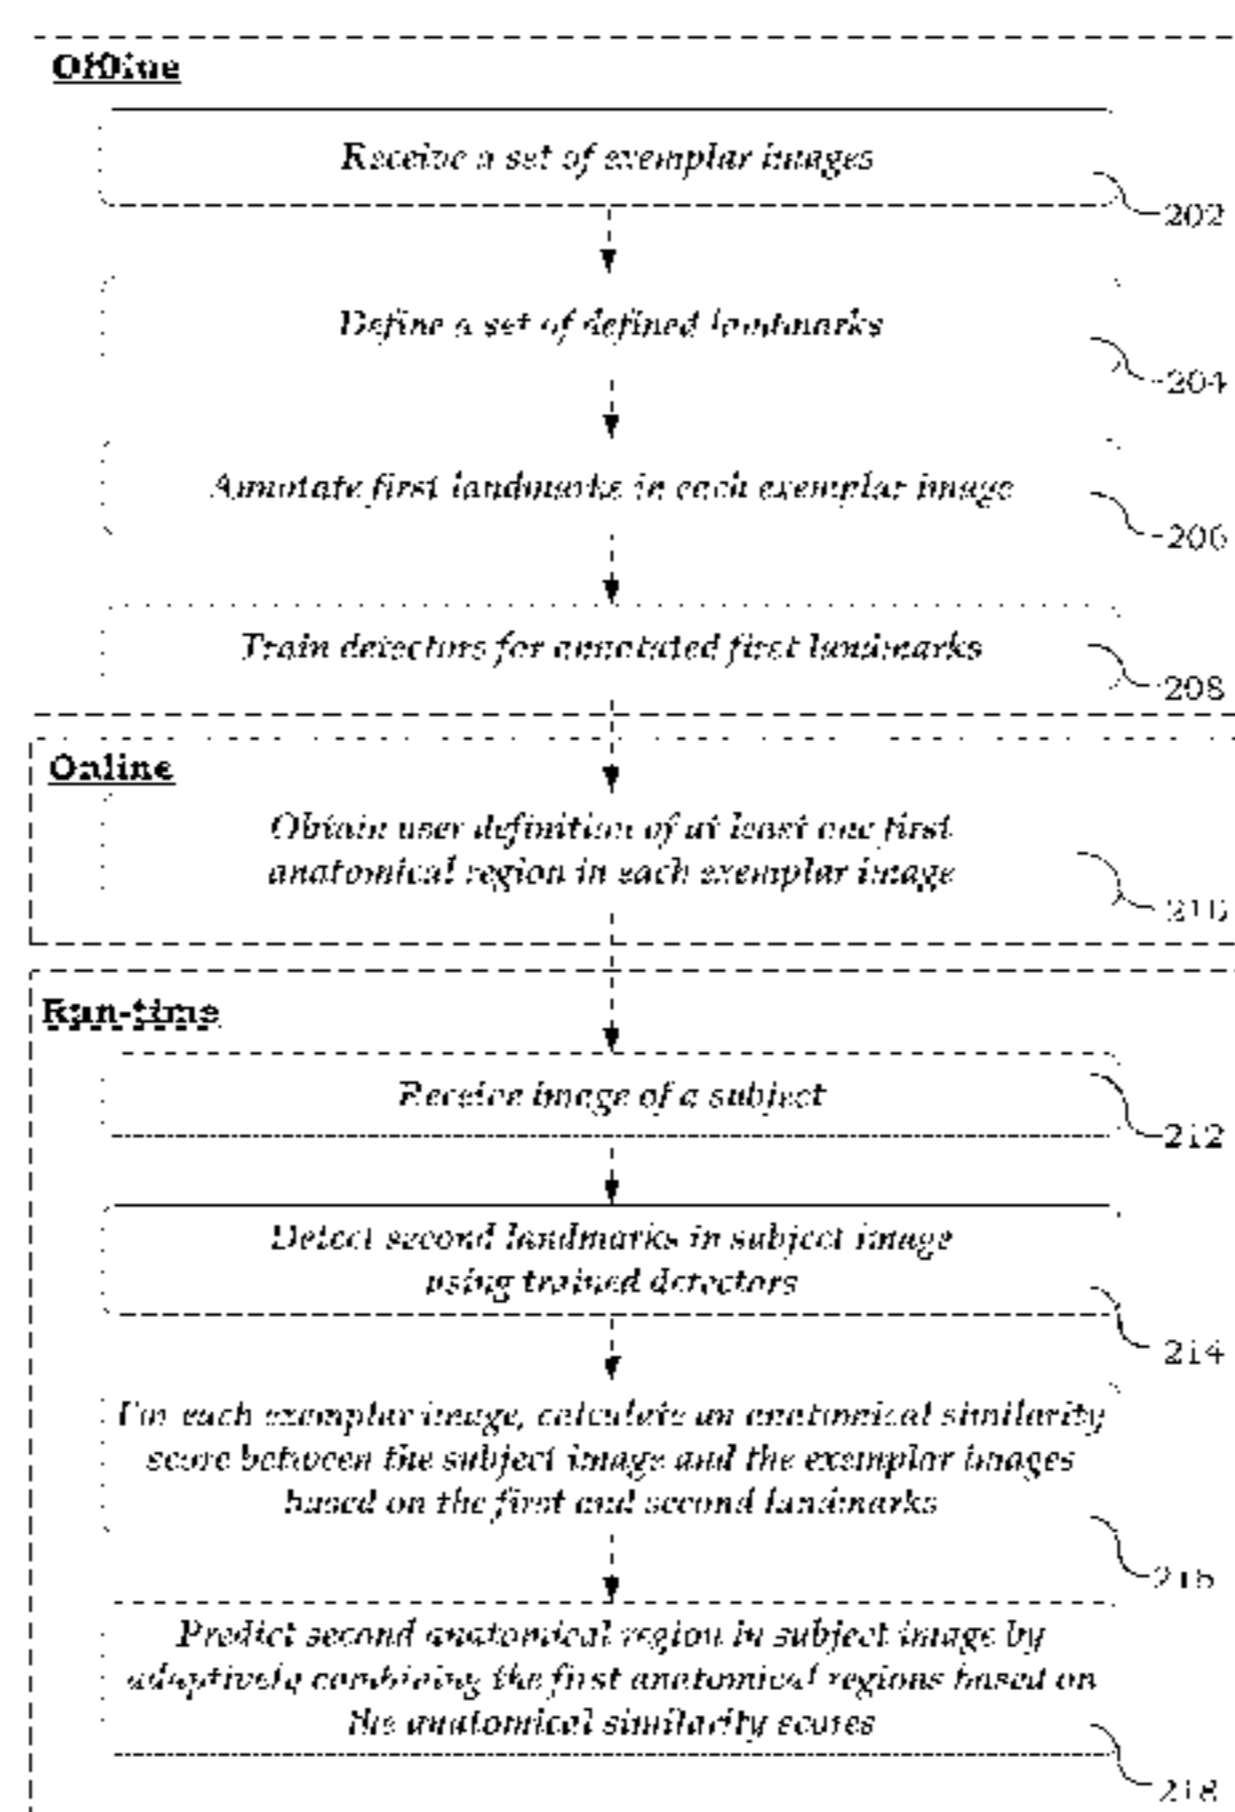 Offline
Receive a set of exemplar images
202
Define a set of defined landmarks
204
Annotate first landmarks in each exemplar image
206
Train detectors for annotated first landmarks
208
Online
Obtain user definition of at least one first
anatomical region in each exemplar image
210
Run-time
Receive image of a subject
212
Detect second landmarks in subject image
using trained detectors
214
For each exemplar image, calculate an anatomical similarity
score between the subject image and the exemplar images
based on the first and second landmarks
216
Predict second anatomical region in subject image by
adaptively combining the first anatomical regions based on
the anatomical similarity scores
218